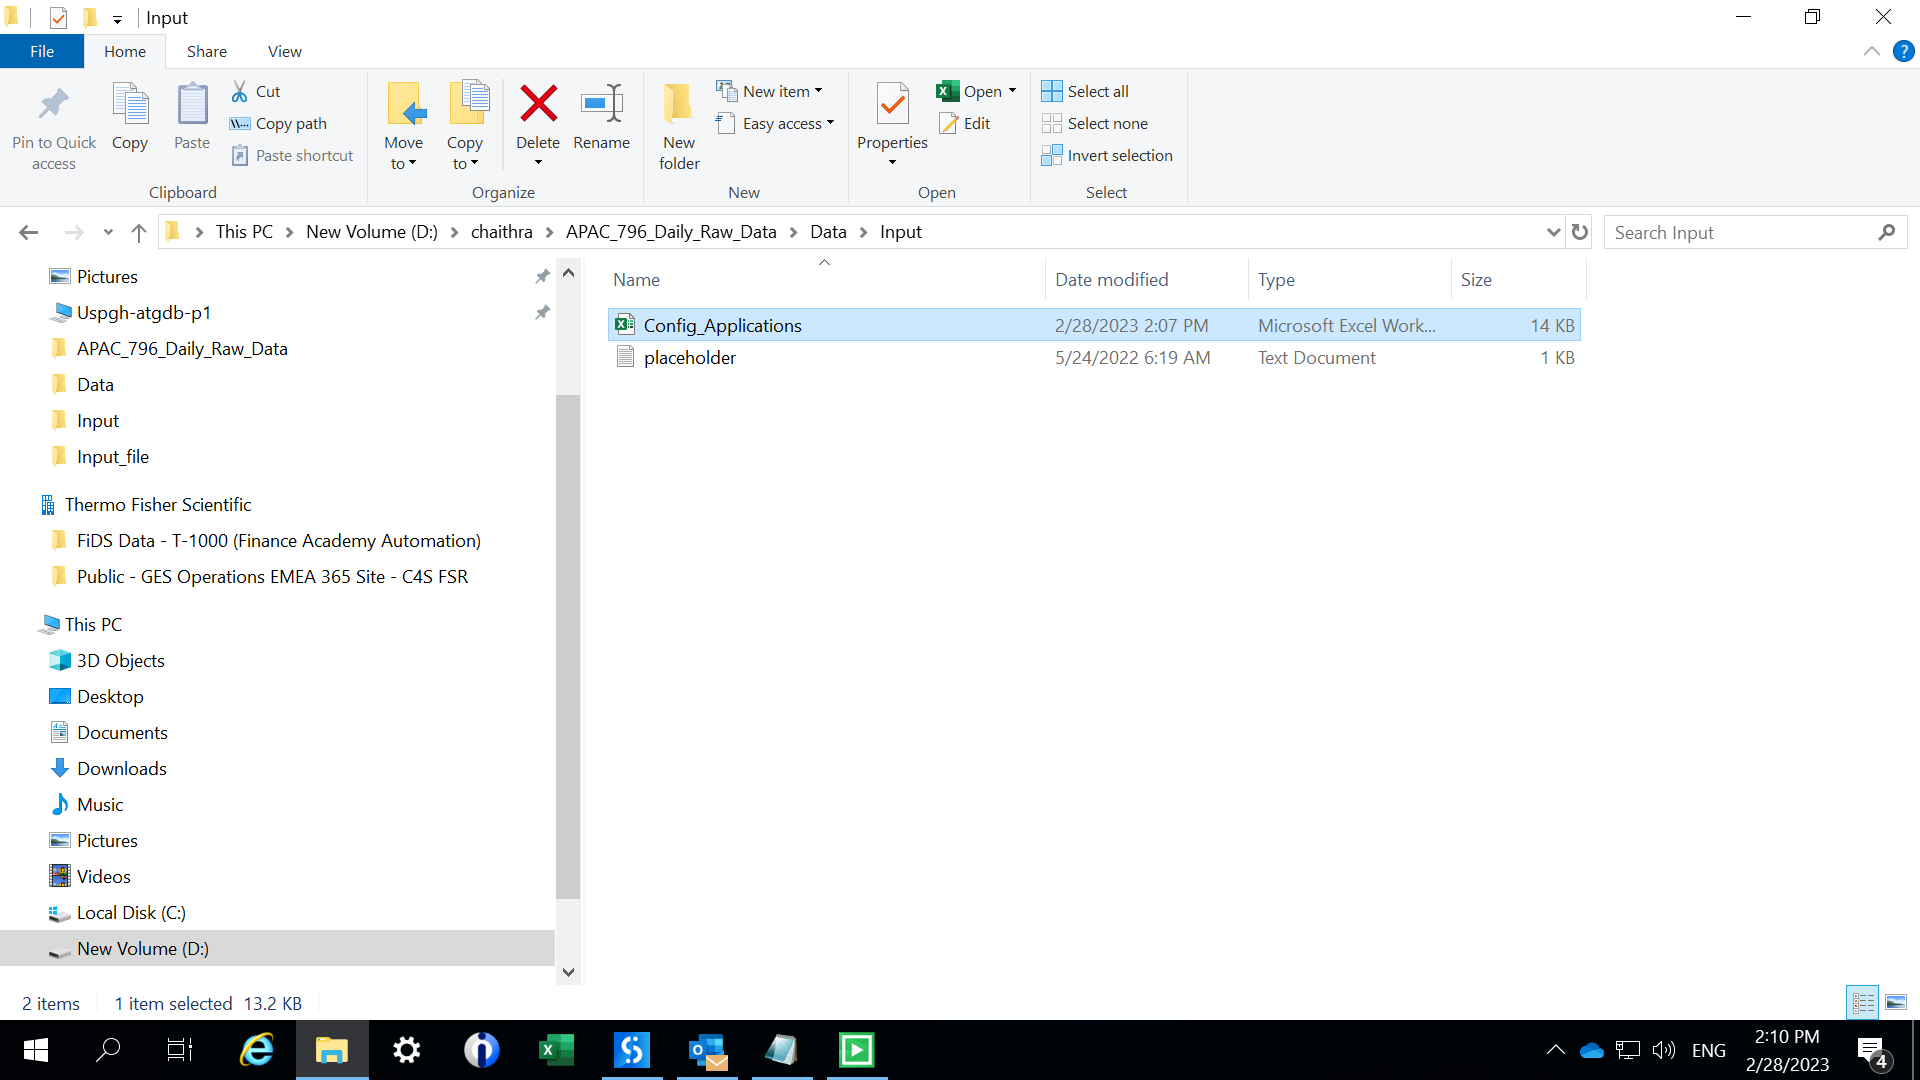 Input
File
Home
Share
View
Pin to Quick
access
Copy
Paste
Cut
Copy path
Paste shortcut
Clipboard
Move
to
Copy
to
Delete
Rename
Organize
New
folder
New item
Easy access
New
Properties
Open
Edit
Open
Select all
Select none
Invert selection
Select
This PC
New Volume (D:)
chaithra
APAC_796_Daily_Raw_Data
Data
Input
Search Input
Pictures
Uspgh-atgdb-p1
APAC_796_Daily_Raw_Data
Data
Input
Input_file
Thermo Fisher Scientific
FiDS Data - T-1000 (Finance Academy Automation)
Public - GES Operations EMEA 365 Site - C4S FSR
This PC
3D Objects
Desktop
Documents
Downloads
Music
Pictures
Videos
Local Disk (C:)
New Volume (D:)
Name
Date modified
Type
Size
Config_Applications
2/28/2023 2:07 PM
Microsoft Excel Work...
14 KB
placeholder
5/24/2022 6:19 AM
Text Document
1 KB
2 items
1 item selected 13.2 KB
ENG
2:10 PM
2/28/2023
4